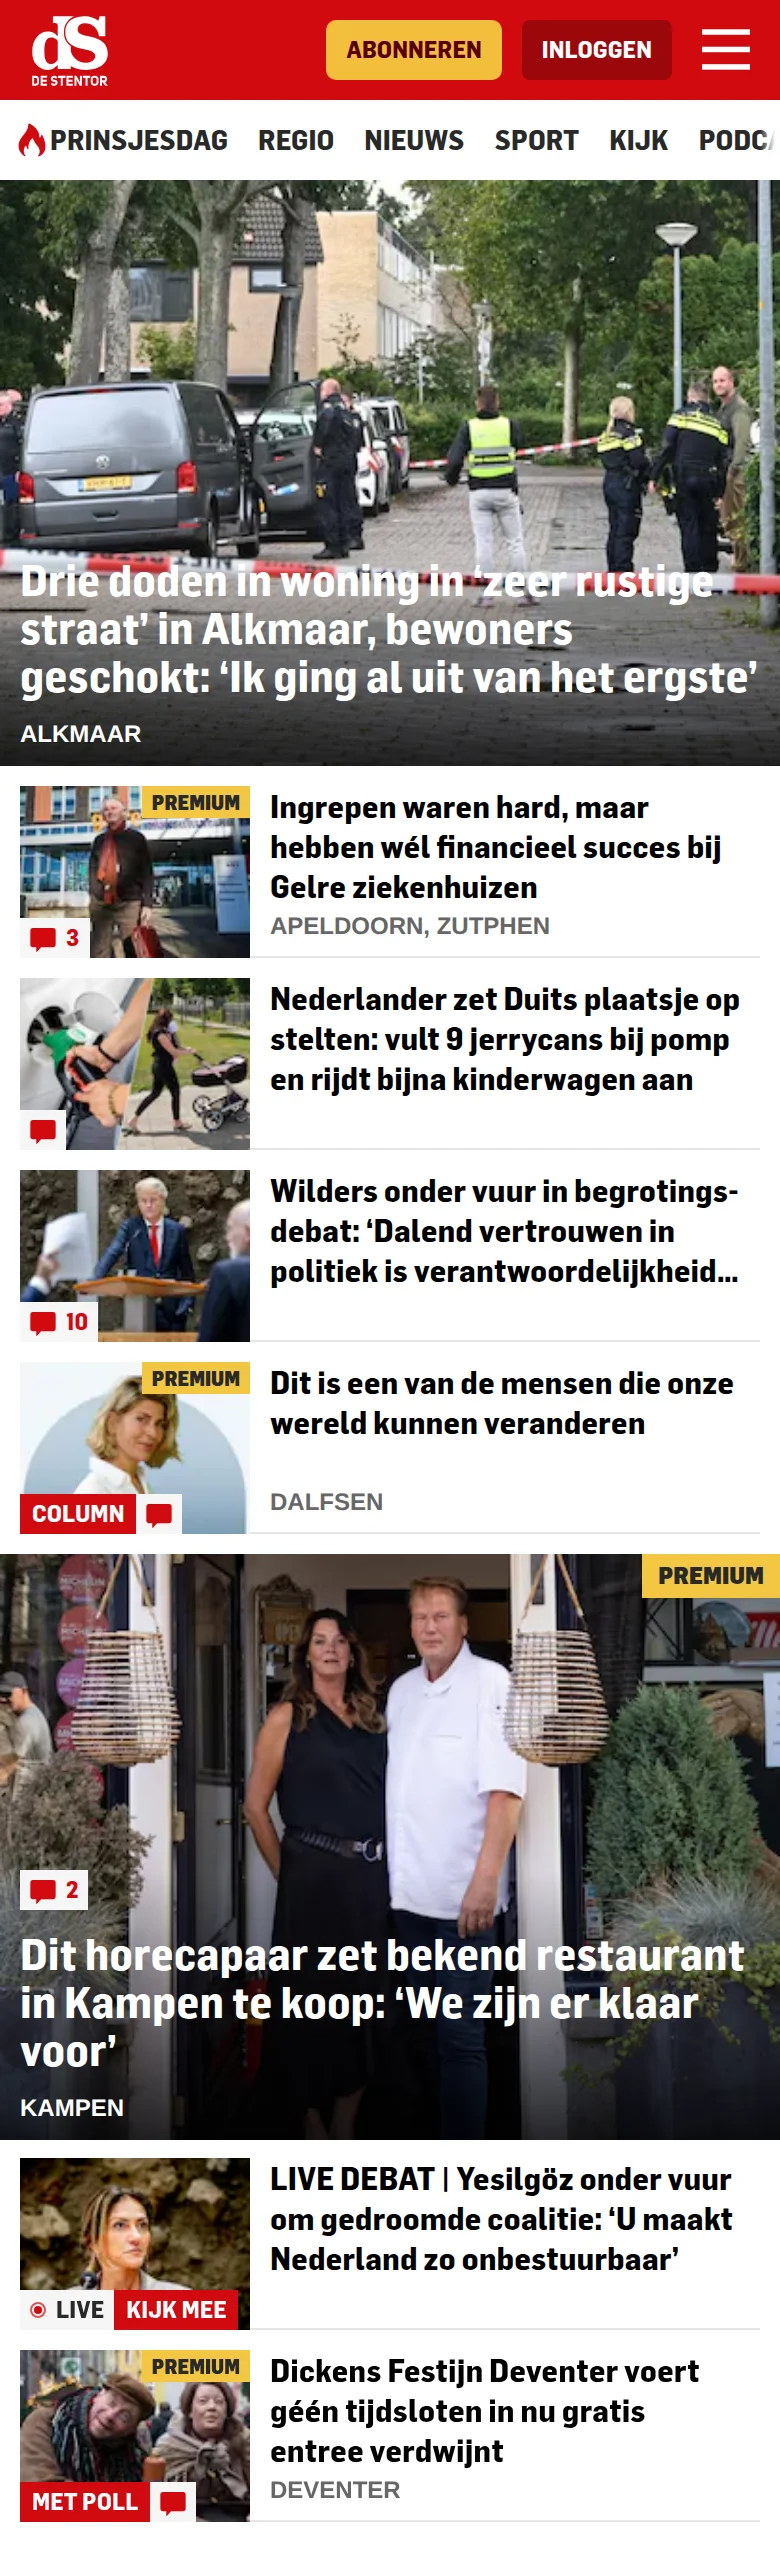 dS
DE STENTOR
ABONNEREN
INLOGGEN
PRINSJESDAG REGIO NIEUWS SPORT KIJK PODCA
Drie doden in woning in ‘zeer rustige
straat’ in Alkmaar, bewoners
geschokt: ‘Ik ging al uit van het ergste’
ALKMAAR
PREMIUM
3
Ingrepen waren hard, maar
hebben wél financieel succes bij
Gelre ziekenhuizen
APELDOORN, ZUTPHEN
Nederlander zet Duits plaatsje op
stelten: vult 9 jerrycans bij pomp
en rijdt bijna kinderwagen aan
10
Wilders onder vuur in begrotings-
debat: ‘Dalend vertrouwen in
politiek is verantwoordelijkheid...
PREMIUM
COLUMN
Dit is een van de mensen die onze
wereld kunnen veranderen
DALFSEN
PREMIUM
2
Dit horecapaar zet bekend restaurant
in Kampen te koop: ‘We zijn er klaar
voor’
KAMPEN
LIVE KIJK MEE
LIVE DEBAT | Yesilgöz onder vuur
om gedroomde coalitie: ‘U maakt
Nederland zo onbestuurbaar’
PREMIUM
MET POLL
Dickens Festijn Deventer voert
géén tijdsloten in nu gratis
entree verdwijnt
DEVENTER